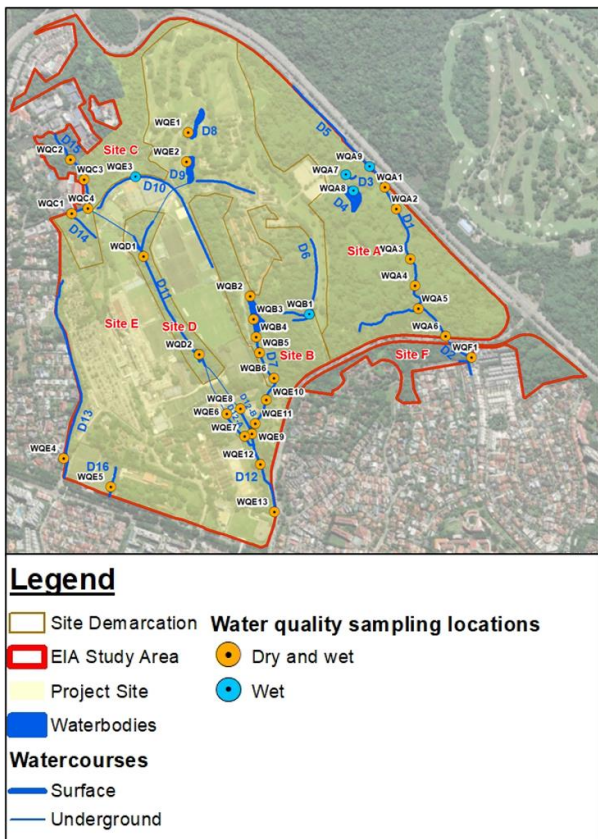 WQE1
D8
D5
WQC2
D15
Site C
WQE2
WQA9
WQC3
WQE3
D9
WQA7
D3
WQA1
WQA8
D10
D4
WQA2
WQC1
WQC4
D1
D14
WQD1
D6
Site A
WQA3
WQA4
D11
WQB2
WQB3
WQB1
WQA5
Site E
Site D
WQB4
WQA6
WQB5
Site B
D2
WQF1
WQD2
WQB6
D7
Site F
WQE10
D13
WQE8
WQE6
WQE11
WQE7
WQE9
WQE4
WQE12
D16
WQE5
D12
WQE13
Legend
Site Demarcation
EIA Study Area
Project Site
Waterbodies
Watercourses
Surface
Underground
Water quality sampling locations
Dry and wet
Wet